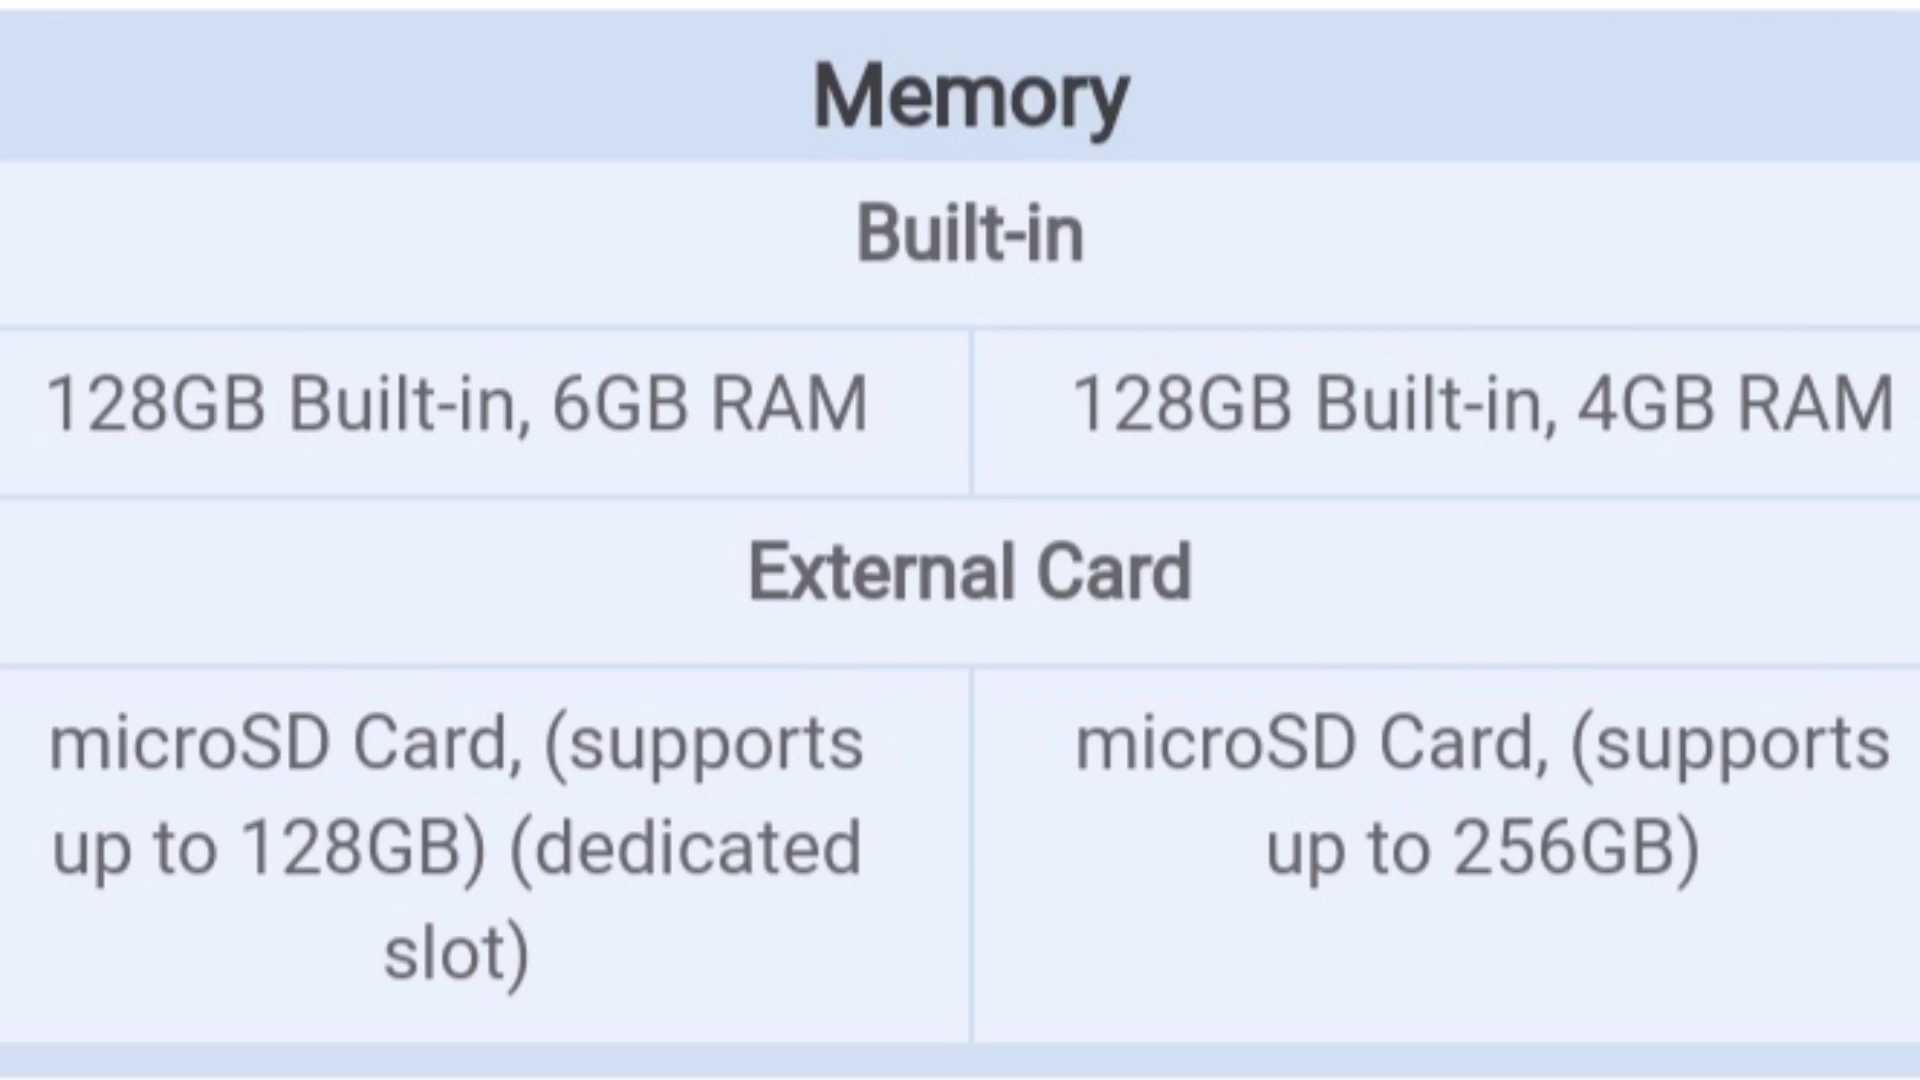 Memory
Built-in
128GB Built-in, 6GB RAM
128GB Built-in, 4GB RAM
External Card
microSD Card, (supports
up to 128GB) (dedicated
slot)
microSD Card, (supports
up to 256GB)